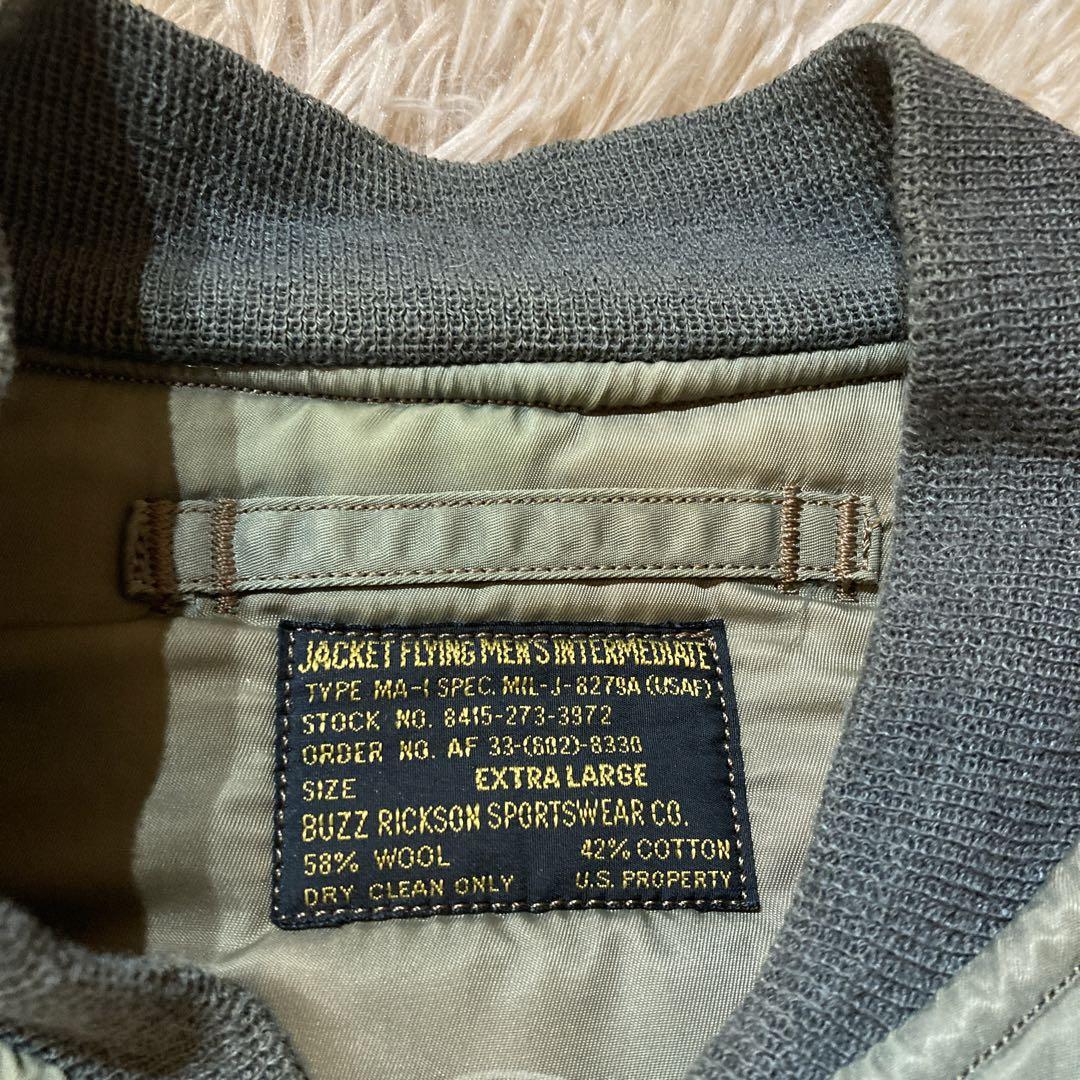 JACKET FLYING MEN'S INTERMEDIATE
TYPE MA-1 SPEC. MIL-J-8279A (USAF)
STOCK NO. 8415-273-3972
ORDER NO. AF 33-(602)-8330
SIZE EXTRA LARGE
BUZZ RICKSON SPORTSWEAR CO.
58% WOOL 42% COTTON
DRY CLEAN ONLY U.S. PROPERTY